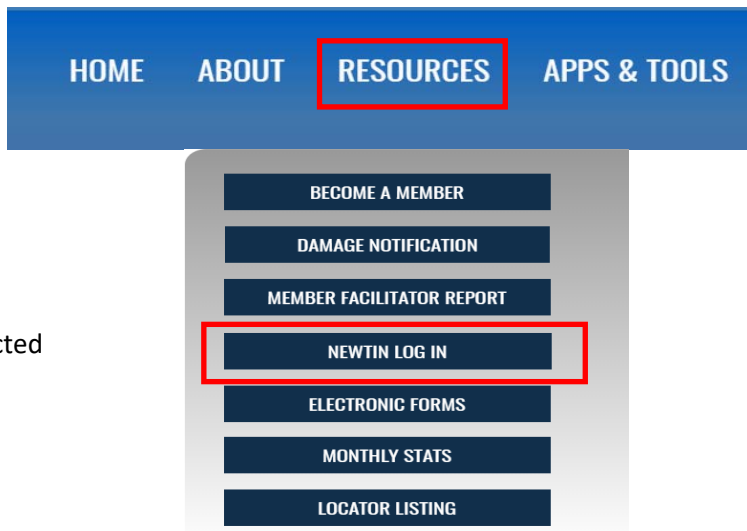 HOME ABOUT RESOURCES APPS & TOOLS
BECOME A MEMBER
DAMAGE NOTIFICATION
MEMBER FACILITATOR REPORT
cted
NEWTIN LOG IN
ELECTRONIC FORMS
MONTHLY STATS
LOCATOR LISTING